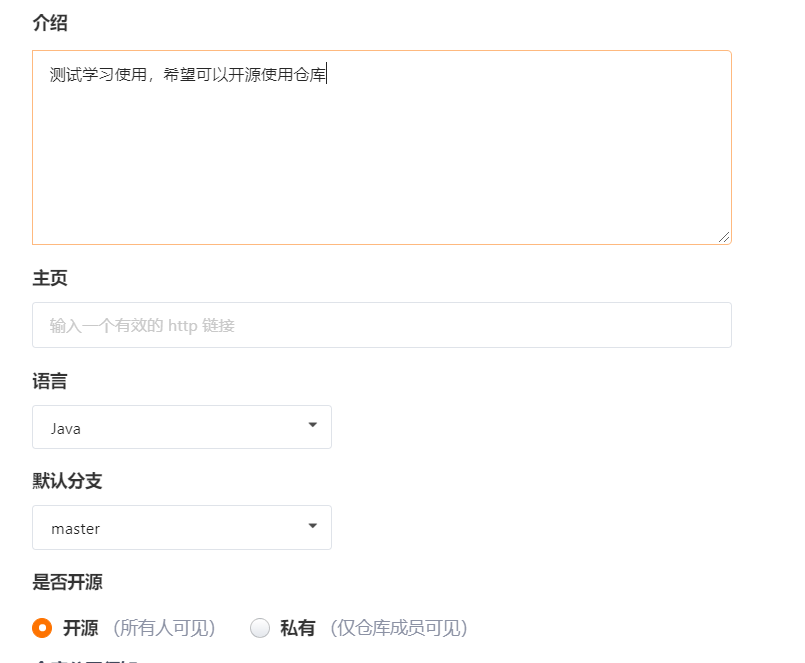 介绍
测试学习使用，希望可以开源使用仓库
主页
输入一个有效的 http 链接
语言
Java
默认分支
master
是否开源
开源 （所有人可见） 私有 （仅仓库成员可见）